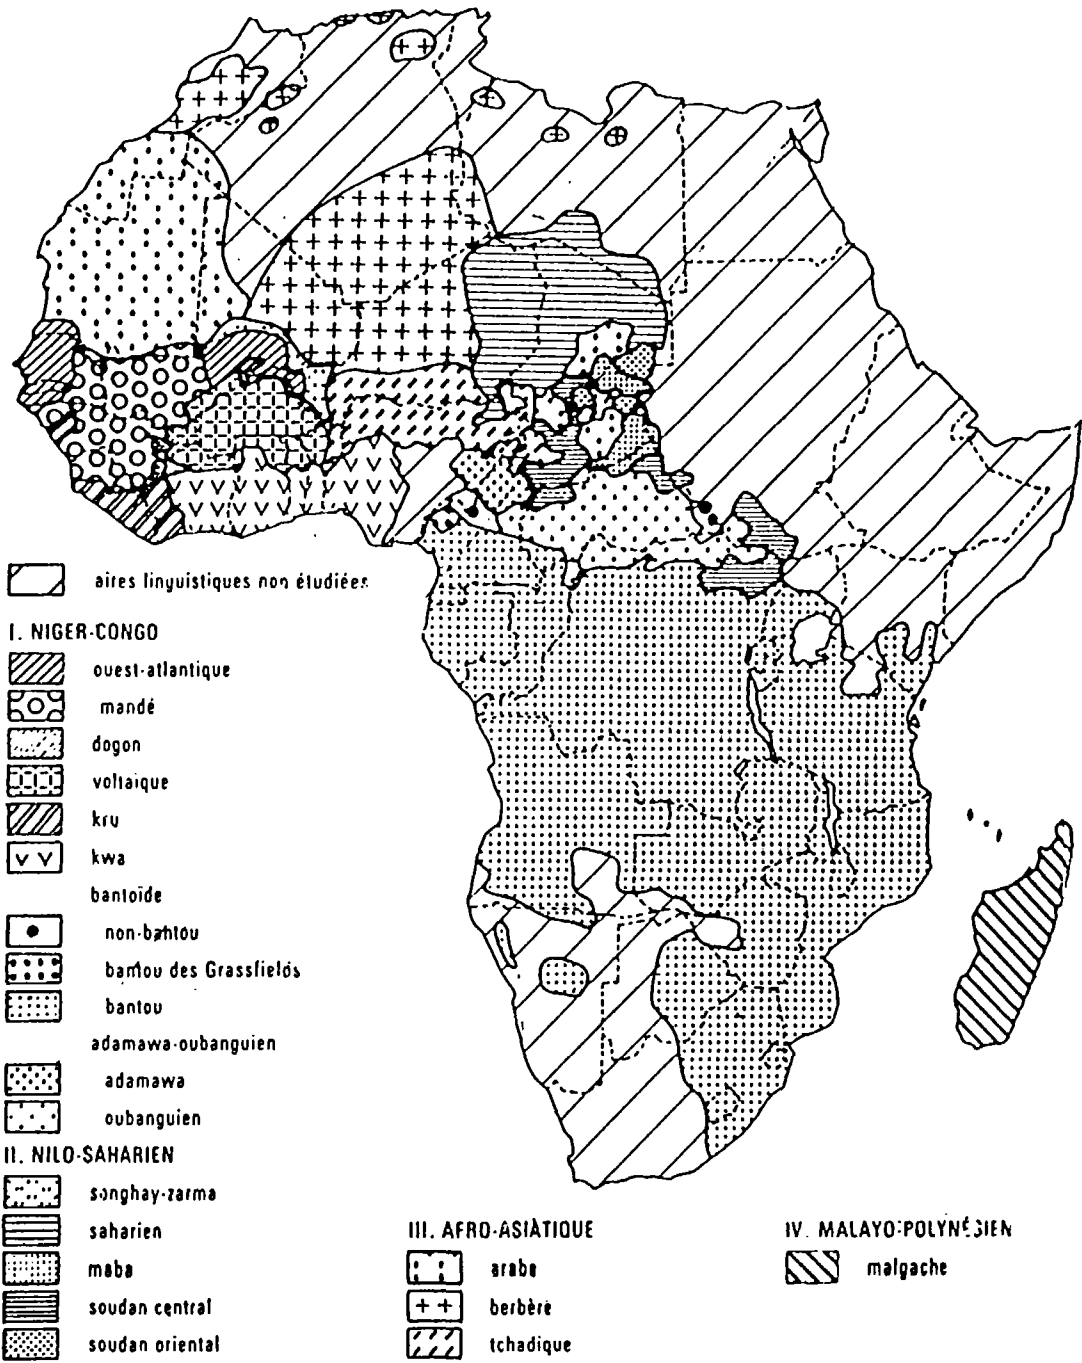 aires linguistiques non étudiées
I. NIGER-CONGO
ouest-atlantique
mandé
dogon
voltaïque
kru
kwa
bantoïde
non-bantou
bantou des Grassfields
bantou
adamawa-oubanguien
adamawa
oubanguien
II. NILO-SAHARIEN
songhay-zarma
saharien
maba
soudan central
soudan oriental
III. AFRO-ASIATIQUE
arabe
berbère
tchadique
IV. MALAYO-POLYNÉSIEN
malgache